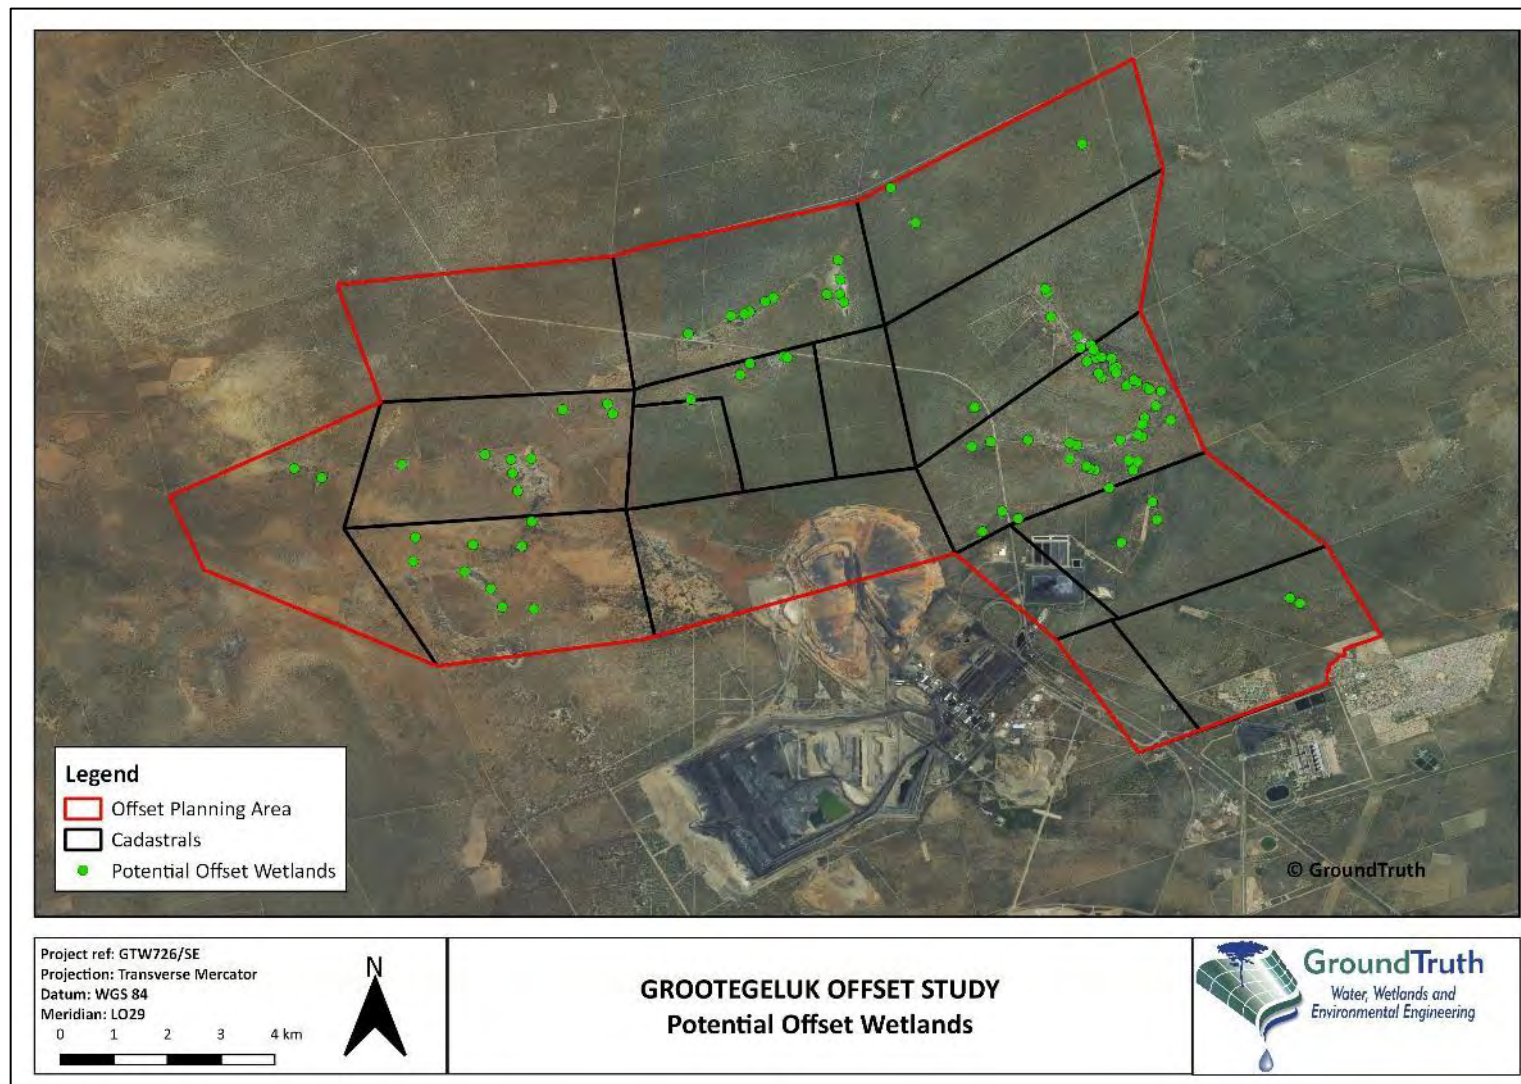 Legend
Offset Planning Area
Cadastrals
Potential Offset Wetlands
© GroundTruth
Project ref: GTW726/SE
Projection: Transverse Mercator
Datum: WGS 84
Meridian: LO29
0 1 2 3 4 km
N
GROOTEGELUK OFFSET STUDY
Potential Offset Wetlands
GroundTruth
Water, Wetlands and
Environmental Engineering